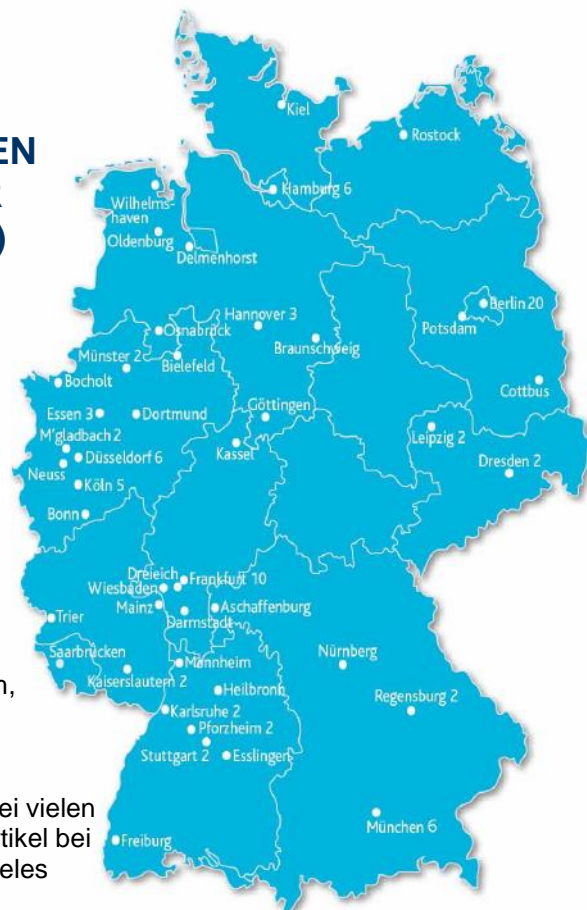 EN
)
Kiel
Rostock
Hamburg 6
Wilhelms-
haven
Oldenburg
Delmenhorst
Hannover 3
Berlin 20
Osnabrück
Potsdam
Braunschweig
Münster 2
Bielefeld
Bocholt
Cottbus
Göttingen
Essen 3
Dortmund
Leipzig 2
M'gladbach 2
Kassel
Düsseldorf 6
Neuss
Dresden 2
Köln 5
Bonn
Dreieich
Frankfurt 10
Wiesbaden
Mainz
Aschaffenburg
Trier
Darmstadt
Saarbrücken
Mannheim
Nürnberg
Kaiserslautern 2
n,
Heilbronn
Regensburg 2
Karlsruhe 2
Pforzheim 2
Stuttgart 2
Esslingen
ei vielen
München 6
tikel bei
Freiburg
eles